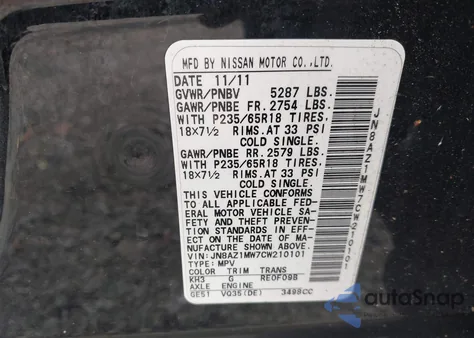 MFD BY NISSAN MOTOR CO.,LTD.
DATE 11/11
GVWR/PNBV 5287 LBS.
GAWR/PNBE FR. 2754 LBS.
WITH P235/65R18 TIRES,
18X7½ RIMS.AT 33 PSI
COLD SINGLE.
GAWR/PNBE RR. 2579 LBS.
WITH P235/65R18 TIRES,
18X7½ RIMS.AT 33 PSI
COLD SINGLE.
THIS VEHICLE CONFORMS
TO ALL APPLICABLE FED-
ERAL MOTOR VEHICLE SA-
FETY AND THEFT PREVEN-
TION STANDARDS IN EFFECT
ON THE DATE OF MA-
NUFACTURE SHOWN ABOVE.
VIN:JN8AZ1MW7CW210101
TYPE: MPV
COLOR TRIM TRANS
KH3 G RE0F09B
AXLE ENGINE
GE51 VQ35(DE) 3498CC
JN8AZ1MW7CW210101
autoSnap